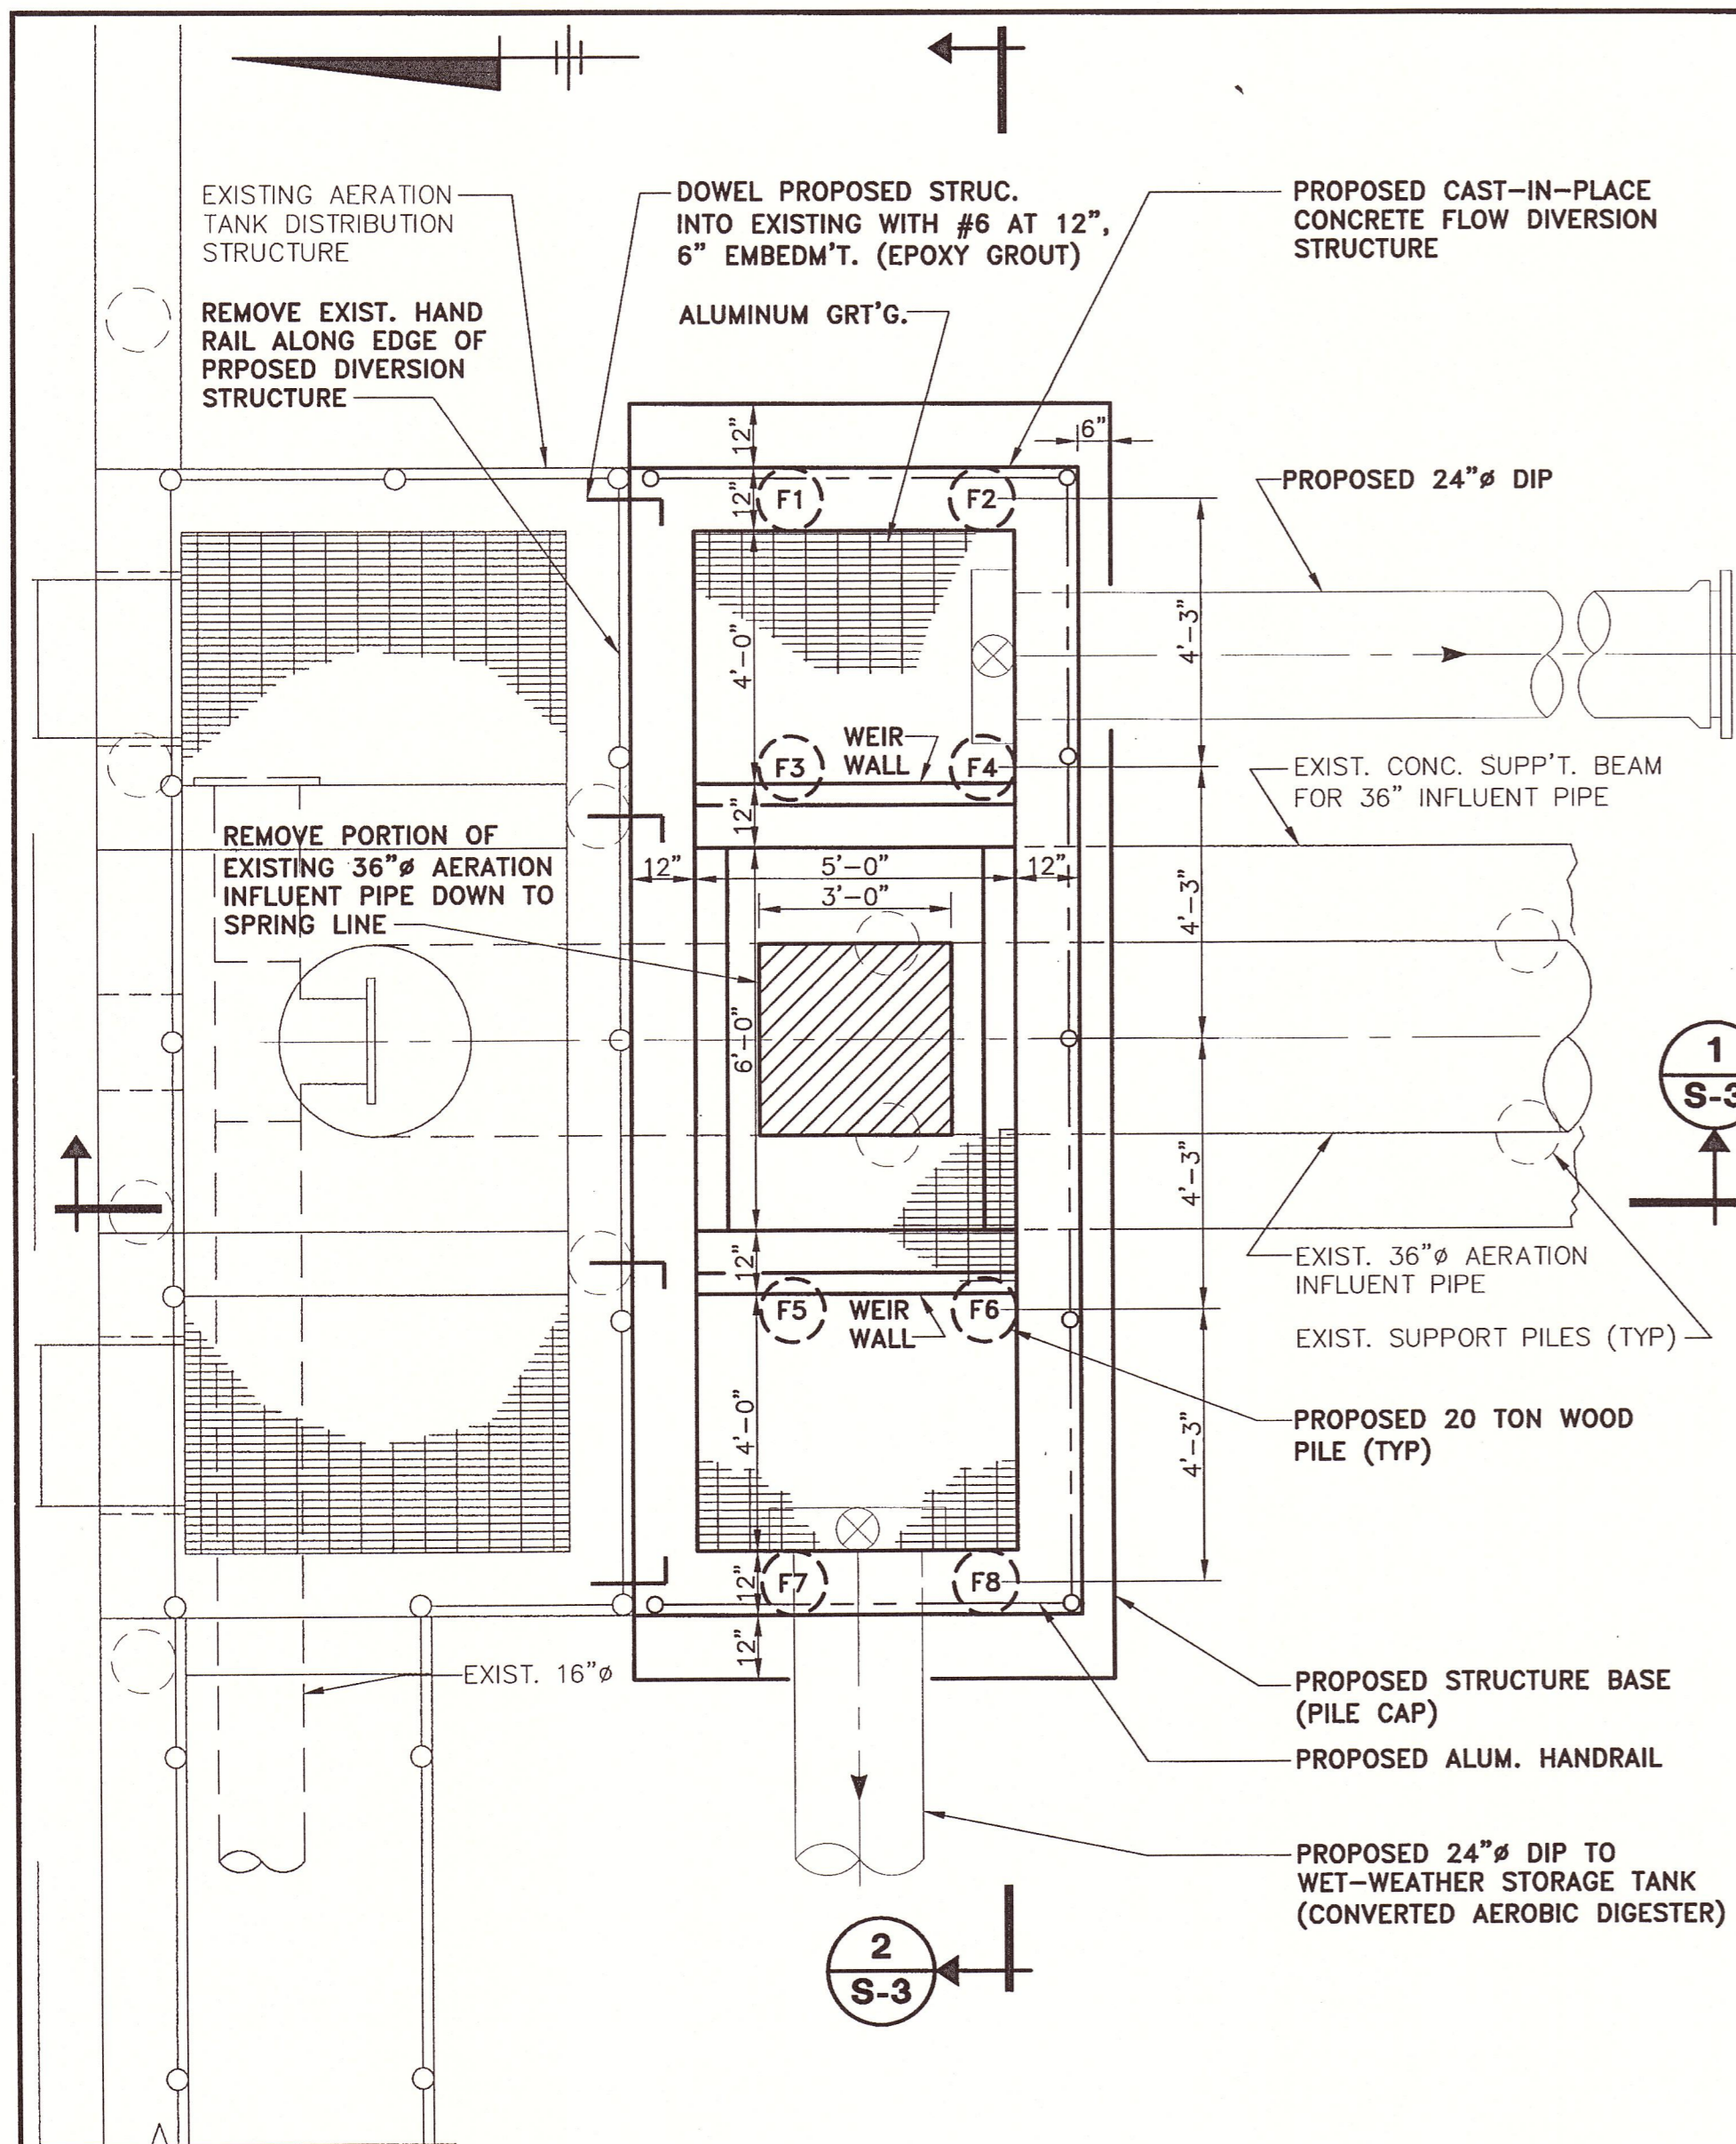 EXISTING AERATION
TANK DISTRIBUTION
STRUCTURE
REMOVE EXIST. HAND
RAIL ALONG EDGE OF
PRPOSED DIVERSION
STRUCTURE
DOWEL PROPOSED STRUC.
INTO EXISTING WITH #6 AT 12",
6" EMBEDM'T. (EPOXY GROUT)
ALUMINUM GRT'G.
PROPOSED CAST-IN-PLACE
CONCRETE FLOW DIVERSION
STRUCTURE
12"
6"
12"
F1
F2
PROPOSED 24"ø DIP
4'-0"
4'-3"
WEIR
WALL
F3
F4
EXIST. CONC. SUPP'T. BEAM
FOR 36" INFLUENT PIPE
12"
REMOVE PORTION OF
EXISTING 36"ø AERATION
INFLUENT PIPE DOWN TO
SPRING LINE
12"
5'-0"
12"
3'-0"
4'-3"
6'-0"
1
S-3
4'-3"
12"
EXIST. 36"ø AERATION
INFLUENT PIPE
F5
WEIR
WALL
F6
EXIST. SUPPORT PILES (TYP)
4'-0"
4'-3"
PROPOSED 20 TON WOOD
PILE (TYP)
12"
F7
F8
12"
EXIST. 16"ø
PROPOSED STRUCTURE BASE
(PILE CAP)
PROPOSED ALUM. HANDRAIL
PROPOSED 24"ø DIP TO
WET-WEATHER STORAGE TANK
(CONVERTED AEROBIC DIGESTER)
2
S-3